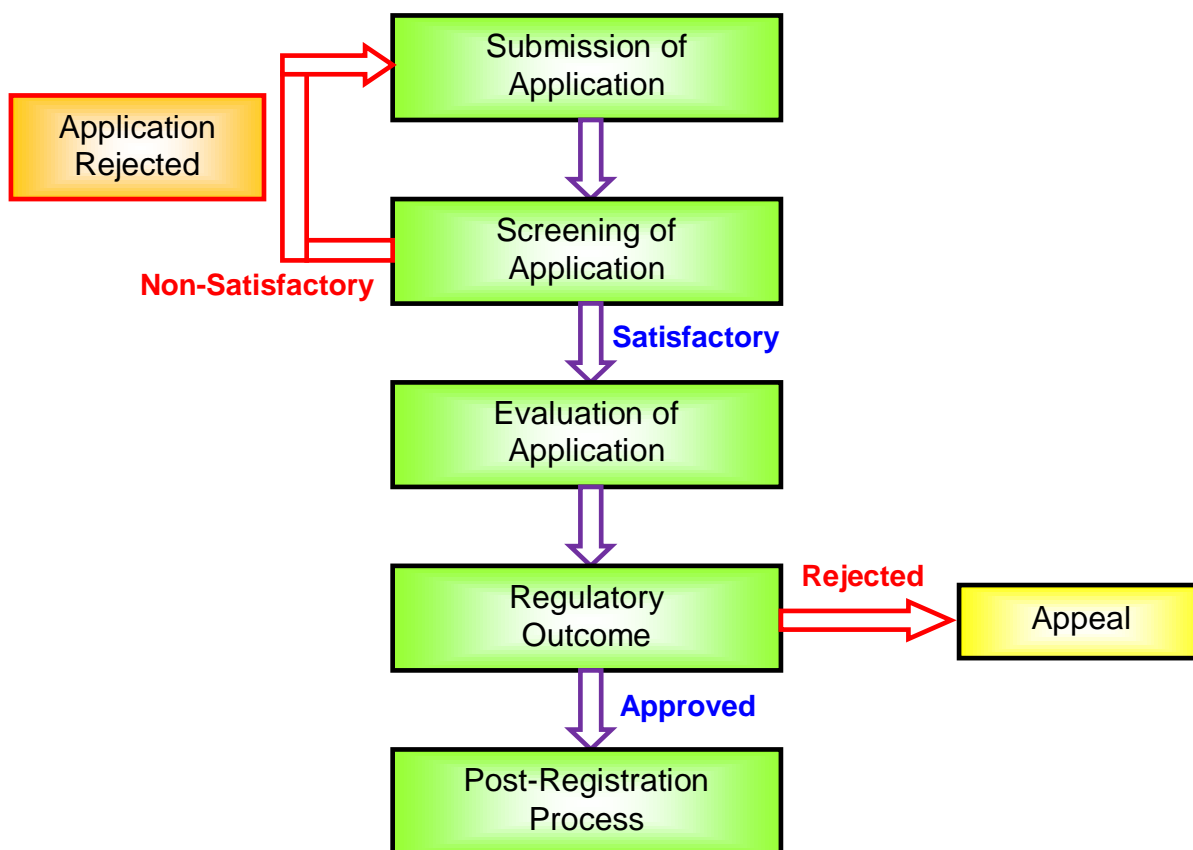 Submission of
Application
Application
Rejected
Screening of
Application
Non-Satisfactory
Satisfactory
Evaluation of
Application
Regulatory
Outcome
Rejected
Appeal
Approved
Post-Registration
Process